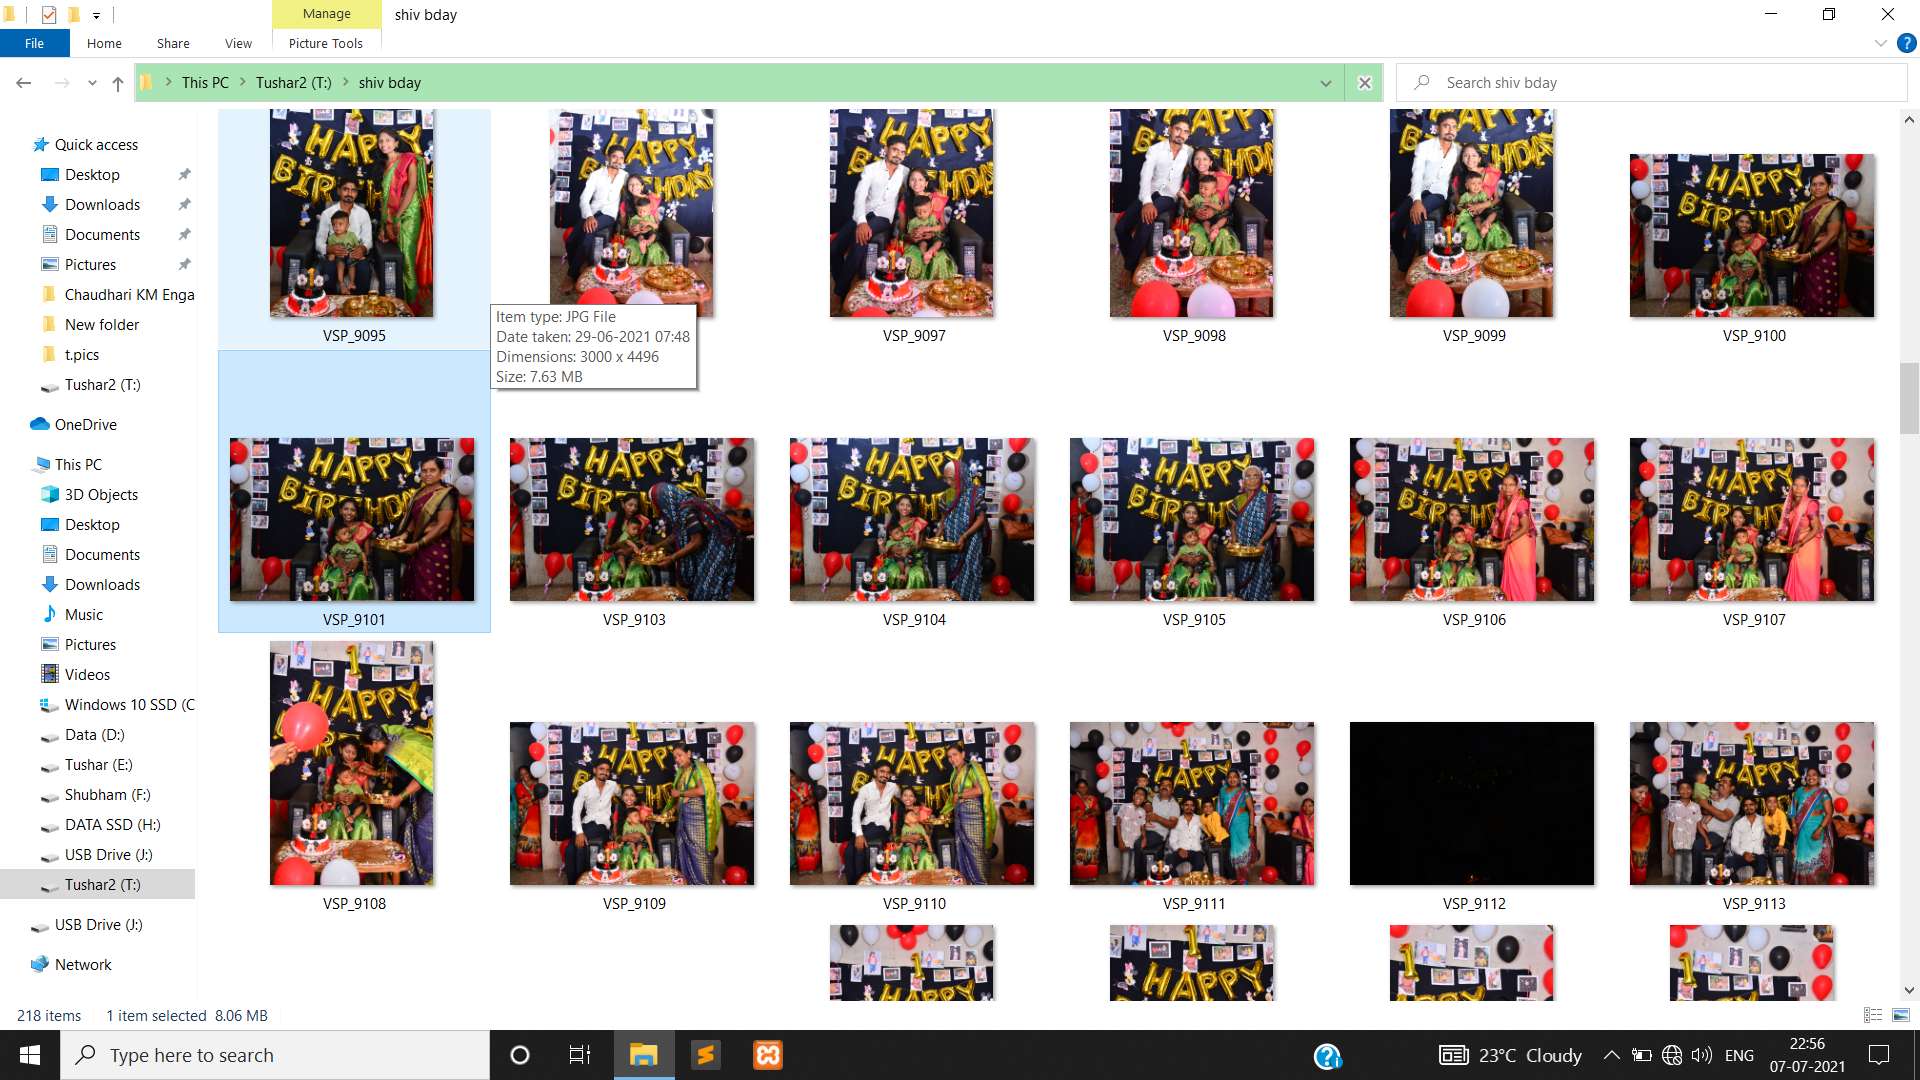 Manage
shiv bday
File
Home
Share
View
Picture Tools
This PC
Tushar2 (T:)
shiv bday
Search shiv bday
Quick access
Desktop
Downloads
Documents
Pictures
Chaudhari KM Enga
New folder
t.pics
Tushar2 (T:)
OneDrive
This PC
3D Objects
Desktop
Documents
Downloads
Music
Pictures
Videos
Windows 10 SSD (C
Data (D:)
Tushar (E:)
Shubham (F:)
DATA SSD (H:)
USB Drive (J:)
Tushar2 (T:)
USB Drive (J:)
Network
HAPPY
BIRTHDAY
VSP_9095
VSP_9097
VSP_9098
VSP_9099
VSP_9100
Item type: JPG File
Date taken: 29-06-2021 07:48
Dimensions: 3000 x 4496
Size: 7.63 MB
VSP_9101
VSP_9103
VSP_9104
VSP_9105
VSP_9106
VSP_9107
VSP_9108
VSP_9109
VSP_9110
VSP_9111
VSP_9112
VSP_9113
218 items
1 item selected 8.06 MB
Type here to search
23°C Cloudy
ENG
22:56
07-07-2021